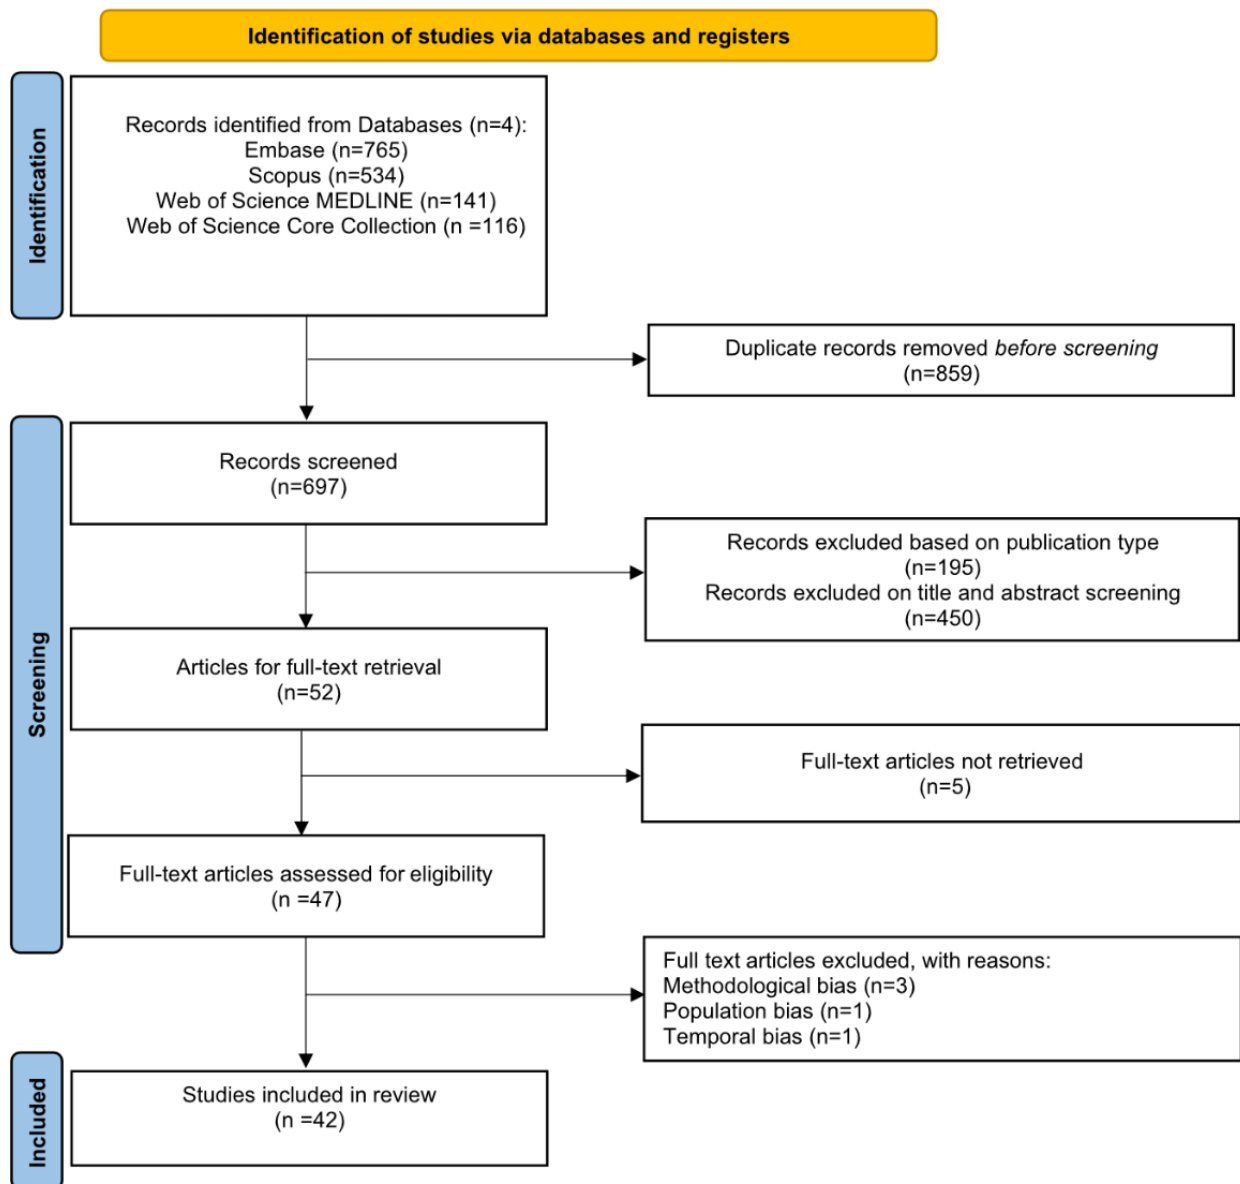 Identification of studies via databases and registers
Identification
Records identified from Databases (n=4):
Embase (n=765)
Scopus (n=534)
Web of Science MEDLINE (n=141)
Web of Science Core Collection (n =116)
Duplicate records removed before screening
(n=859)
Screening
Records screened
(n=697)
Records excluded based on publication type
(n=195)
Records excluded on title and abstract screening
(n=450)
Articles for full-text retrieval
(n=52)
Full-text articles not retrieved
(n=5)
Full-text articles assessed for eligibility
(n =47)
Full text articles excluded, with reasons:
Methodological bias (n=3)
Population bias (n=1)
Temporal bias (n=1)
Included
Studies included in review
(n =42)